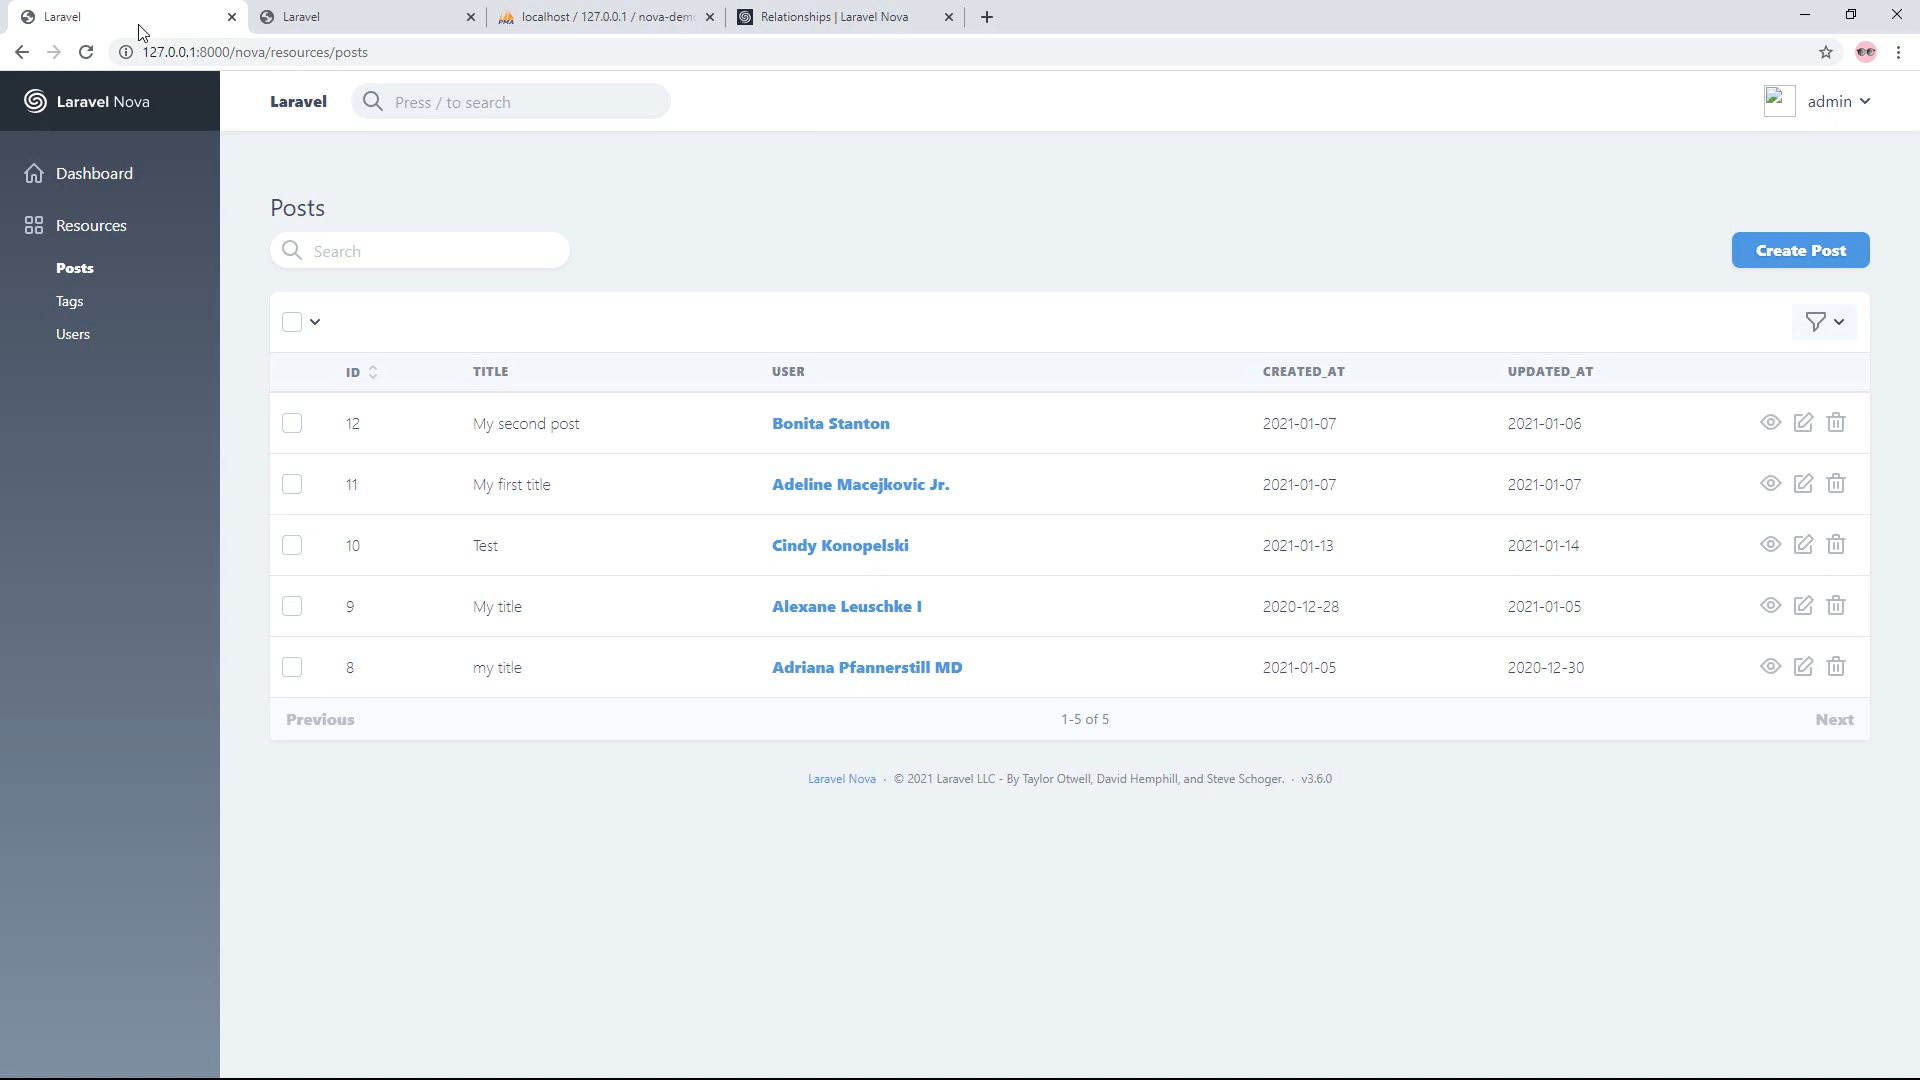 Laravel
Laravel
localhost / 127.0.0.1 / nova-dem
Relationships | Laravel Nova
127.0.0.1:8000/nova/resources/posts
Laravel Nova
Laravel
Press / to search
admin
Dashboard
Resources
Posts
Tags
Users
Posts
Search
Create Post
ID TITLE USER CREATED_AT UPDATED_AT
12 My second post Bonita Stanton 2021-01-07 2021-01-06
11 My first title Adeline Macejkovic Jr. 2021-01-07 2021-01-07
10 Test Cindy Konopelski 2021-01-13 2021-01-14
9 My title Alexane Leuschke I 2020-12-28 2021-01-05
8 my title Adriana Pfannerstill MD 2021-01-05 2020-12-30
Previous 1-5 of 5 Next
Laravel Nova · © 2021 Laravel LLC - By Taylor Otwell, David Hemphill, and Steve Schoger. · v3.6.0